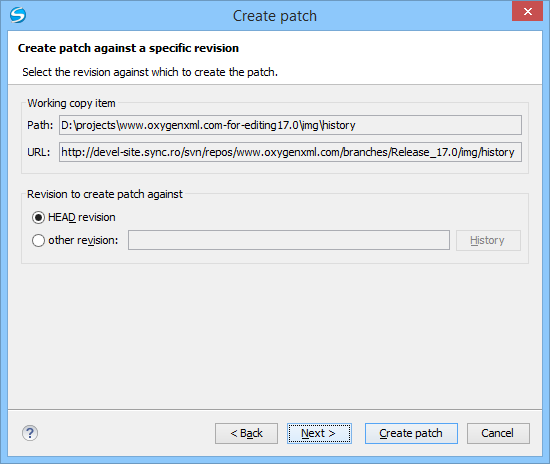 Create patch
Create patch against a specific revision
Select the revision against which to create the patch.
Working copy item
Path: D:\projects\www.oxygenxml.com-for-editing17.0\img\history
URL: http://devel-site.sync.ro/svn/repos/www.oxygenxml.com/branches/Release_17.0/img/history
Revision to create patch against
HEAD revision
other revision: History
? < Back Next > Create patch Cancel